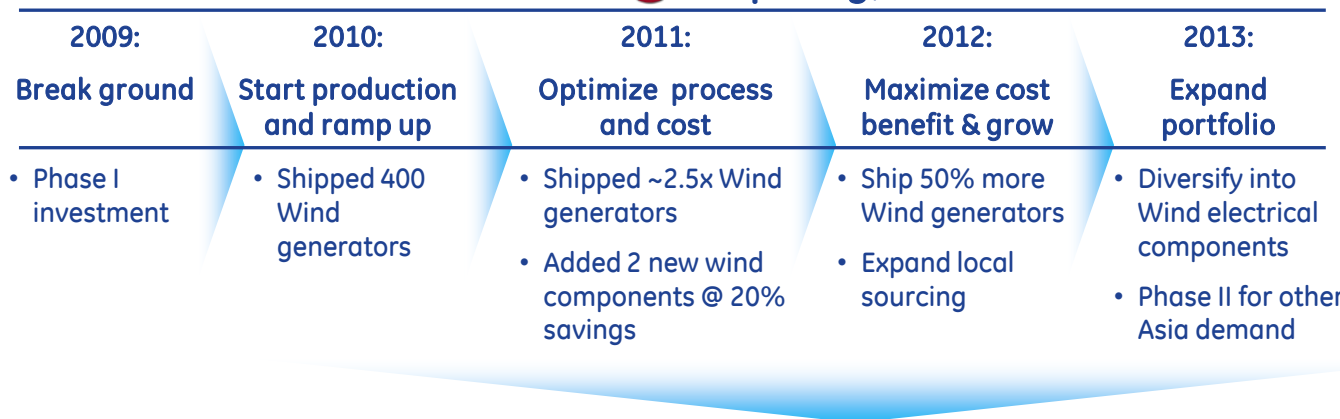 2009:
Break ground
• Phase I
investment
2010:
Start production
and ramp up
• Shipped 400
Wind
generators
2011:
Optimize process
and cost
• Shipped ~2.5x Wind
generators
• Added 2 new wind
components @ 20%
savings
2012:
Maximize cost
benefit & grow
• Ship 50% more
Wind generators
• Expand local
sourcing
2013:
Expand
portfolio
• Diversify into
Wind electrical
components
• Phase II for other
Asia demand